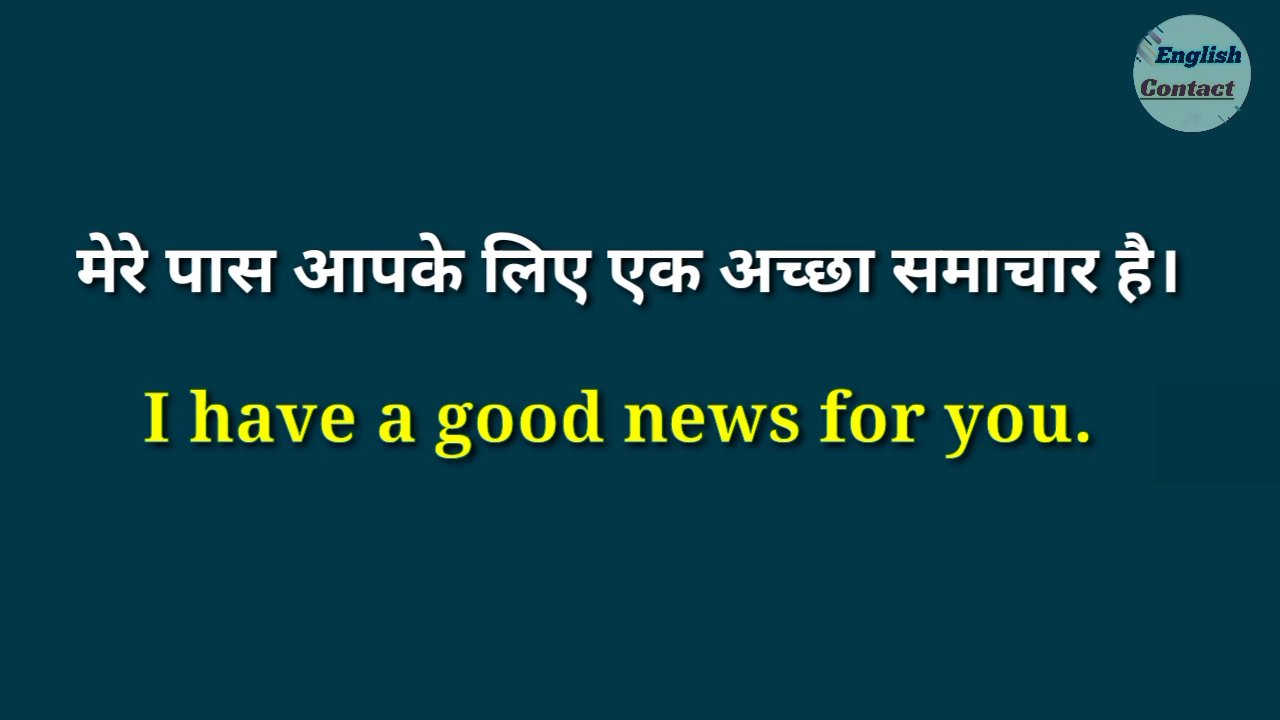 English
Contact
मेरे पास आपके लिए एक अच्छा समाचार है।
I have a good news for you.